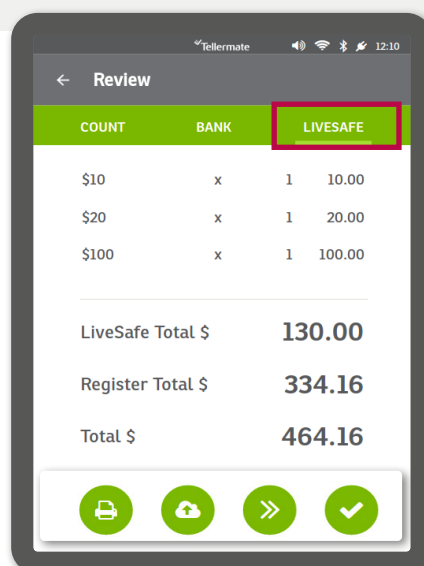 Tellermate 12:10
Review
COUNT BANK LIVESAFE
$10 x 1 10.00
$20 x 1 20.00
$100 x 1 100.00
LiveSafe Total $ 130.00
Register Total $ 334.16
Total $ 464.16